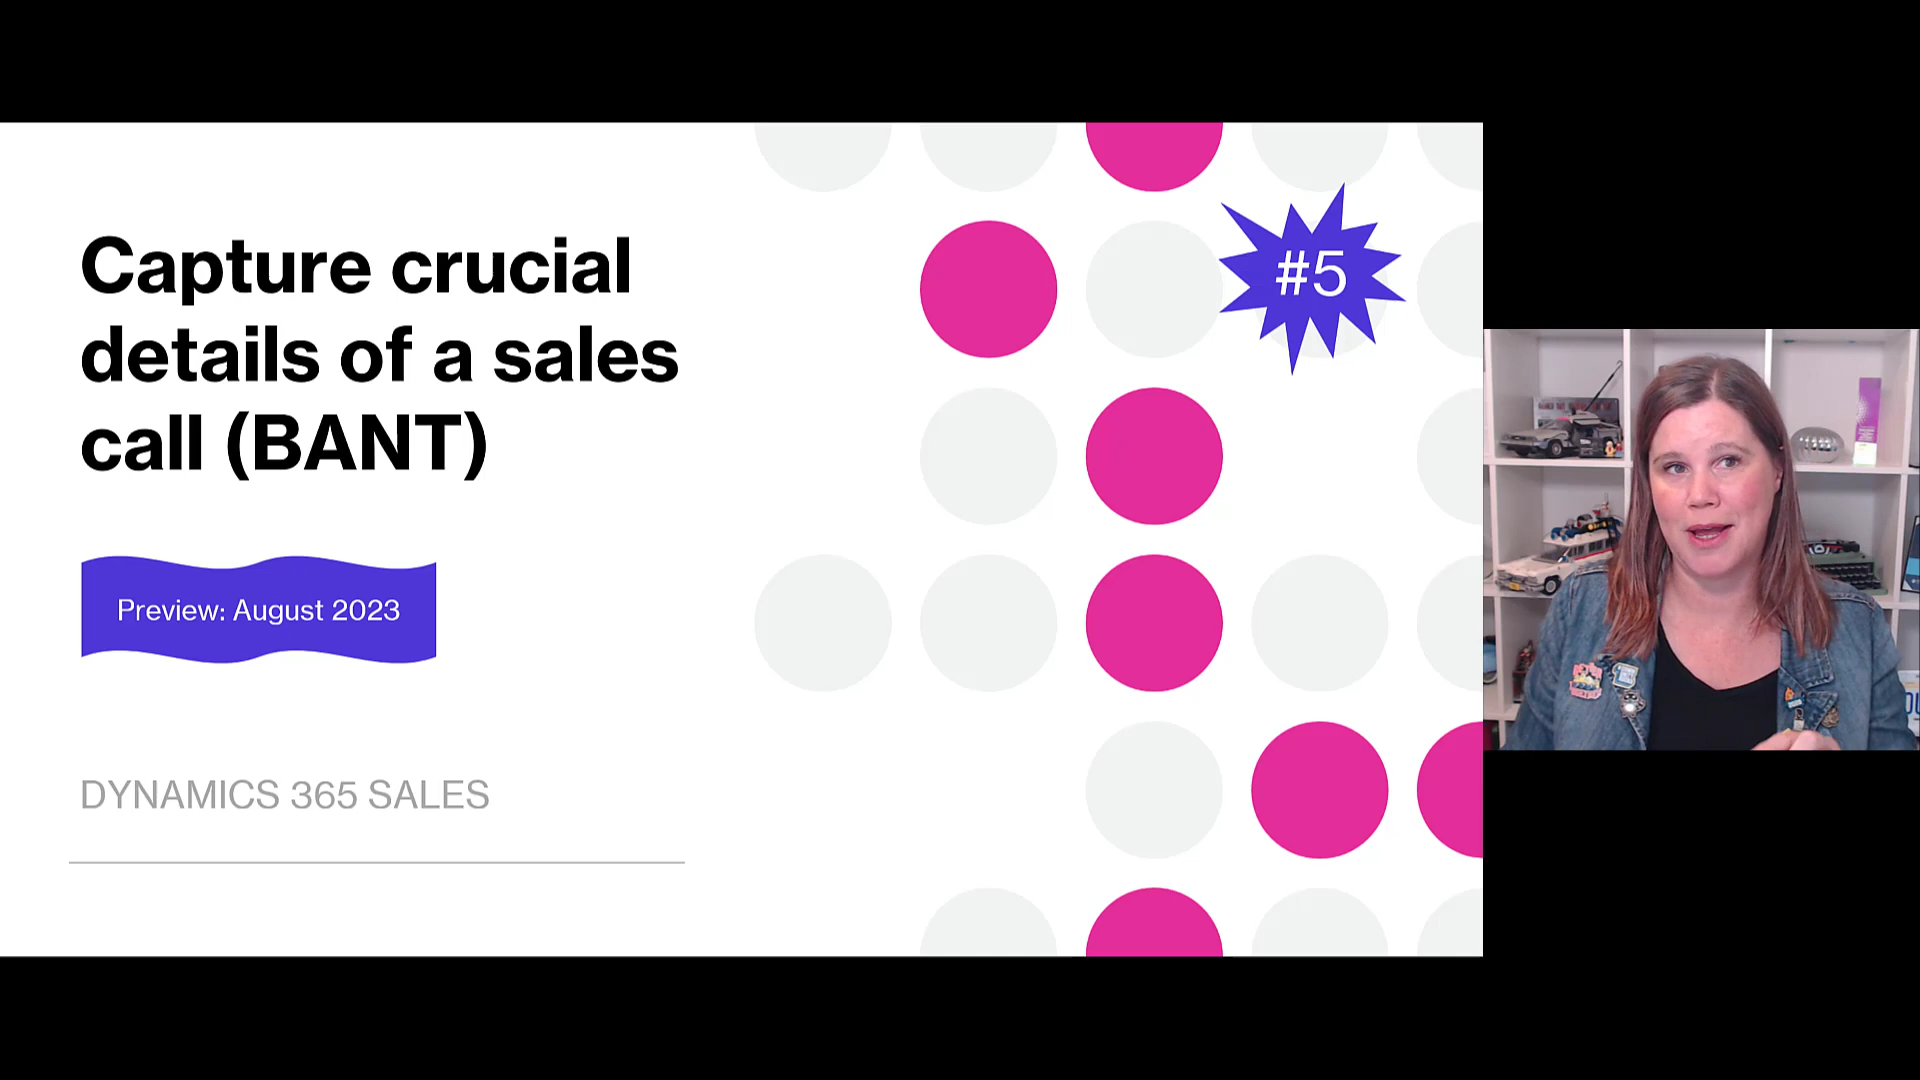 Capture crucial
details of a sales
call (BANT)
#5
Preview: August 2023
DYNAMICS 365 SALES